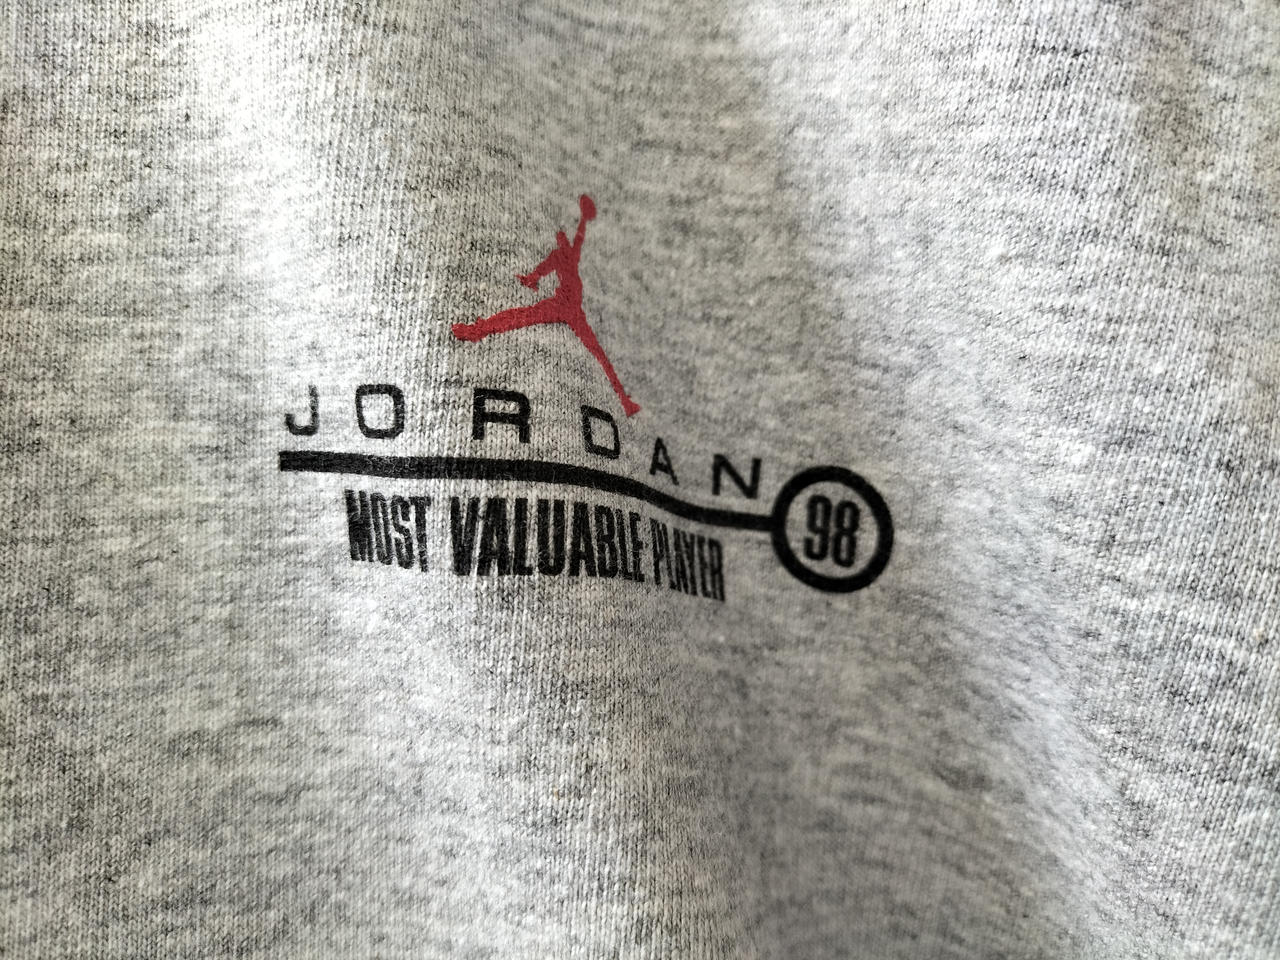 JORDAN
98
MOST VALUABLE PLAYER